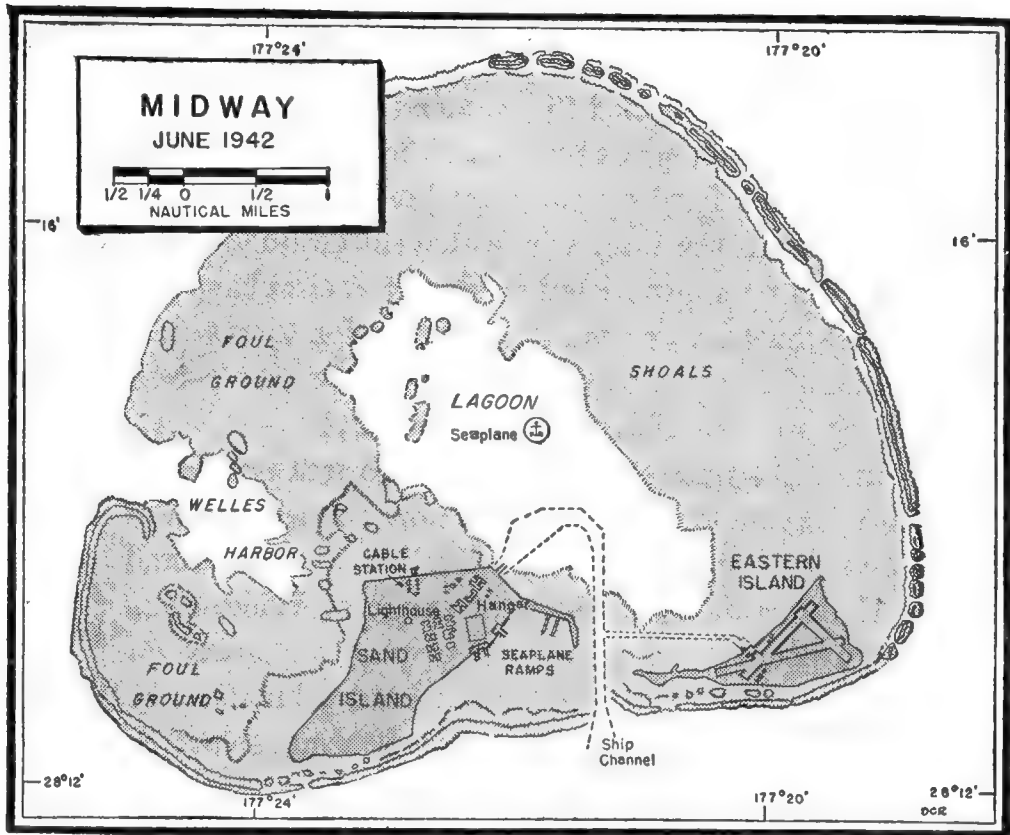 177°24'
177°20'
MIDWAY
JUNE 1942
1/2 1/4 0 1/2 1
NAUTICAL MILES
16'
16'
FOUL
GROUND
SHOALS
LAGOON
Seaplane
WELLES
HARBOR
CABLE
STATION
EASTERN
ISLAND
Lighthouse
Hangar
SAND
ISLAND
SEAPLANE
RAMPS
FOUL
GROUND
Ship
Channel
28°12'
177°24'
177°20'
28°12'
DCR